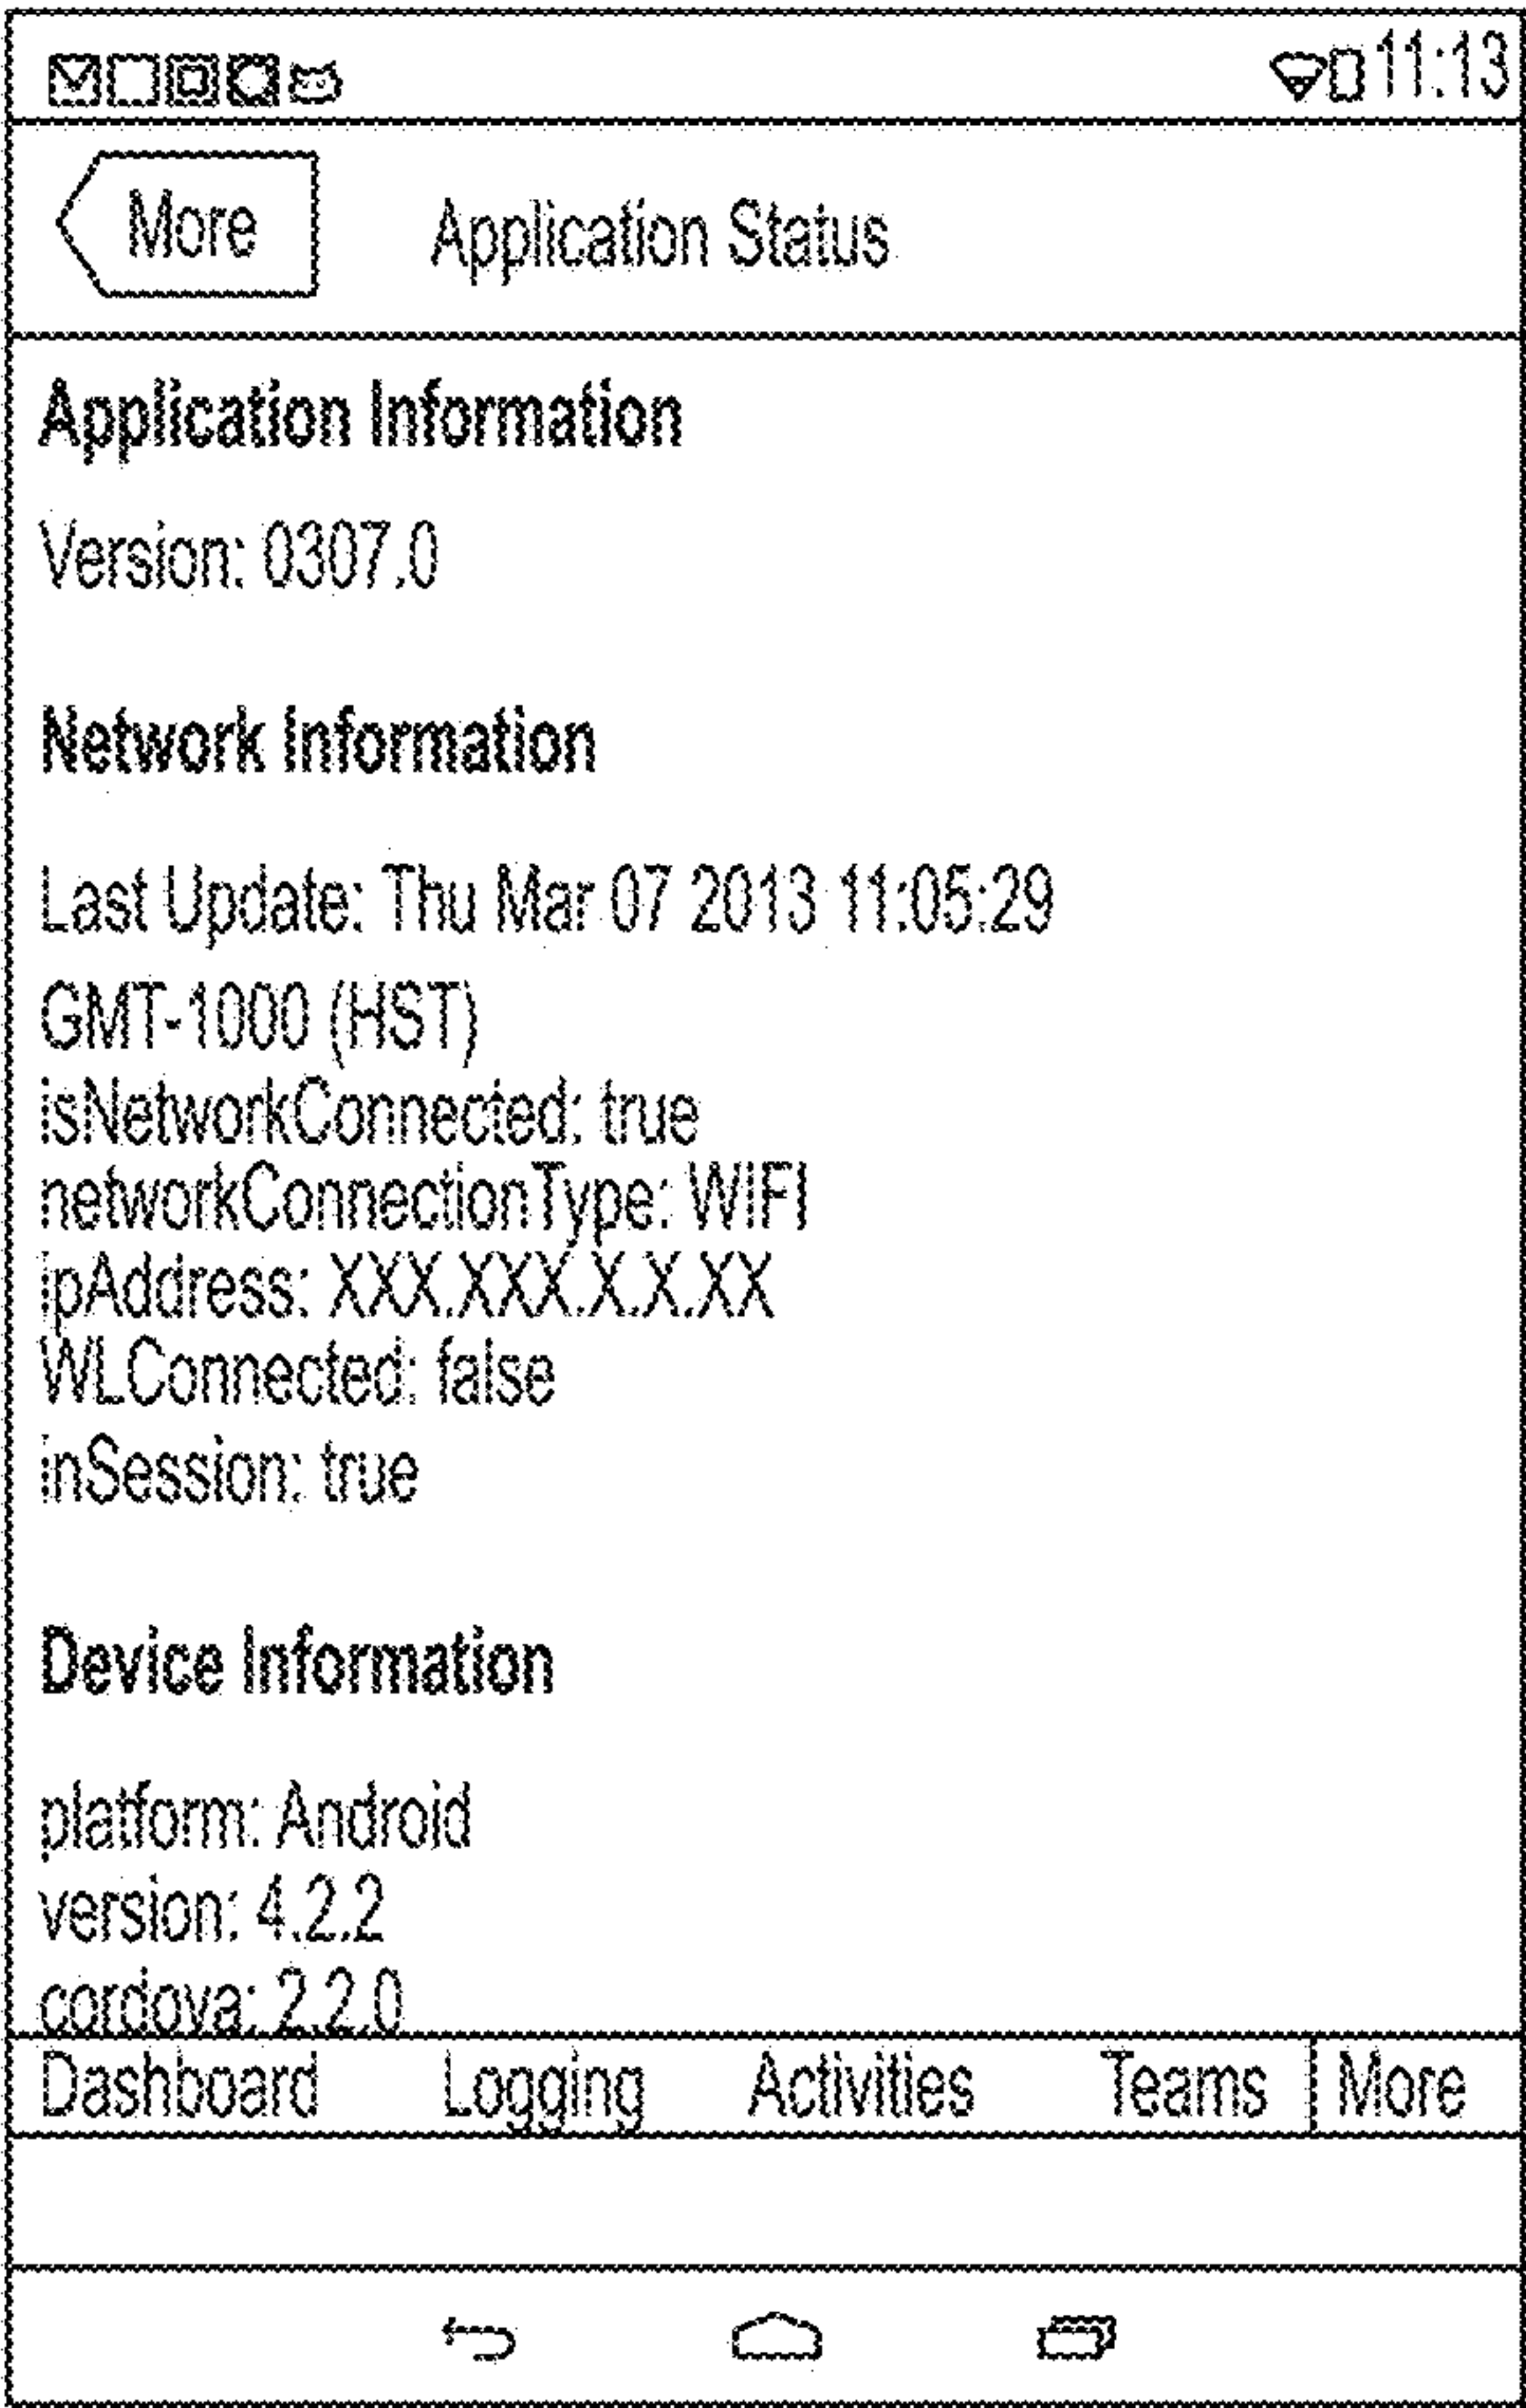 11:13
More
Application Status
Application Information
Version: 0307.0
Network Information
Last Update: Thu Mar 07 2013 11:05:29
GMT-1000 (HST)
isNetworkConnected: true
networkConnectionType: WIFI
ipAddress: XXX.XXX.X.X.XX
WLConnected: false
inSession: true
Device Information
platform: Android
version: 4.2.2
cordova: 2.2.0
Dashboard Logging Activities Teams More